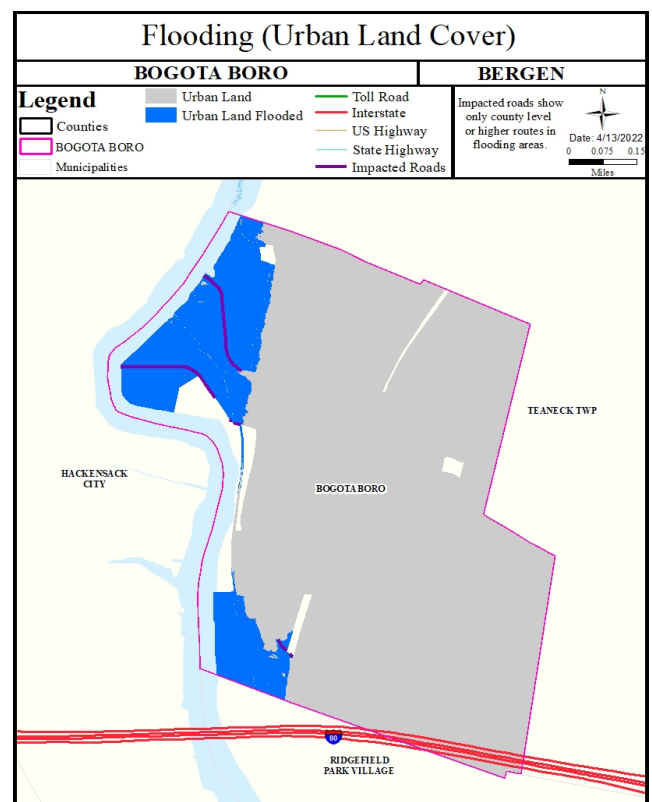 Flooding (Urban Land Cover)
BOGOTA BORO
BERGEN
Legend
Counties
BOGOTA BORO
Municipalities
Urban Land
Urban Land Flooded
Toll Road
Interstate
US Highway
State Highway
Impacted Roads
Impacted roads show
only county level
or higher routes in
flooding areas.
N
Date: 4/13/2022
0 0.075 0.15
Miles
TEANECK TWP
HACKENSACK
CITY
BOGOTA BORO
80
RIDGEFIELD
PARK VILLAGE